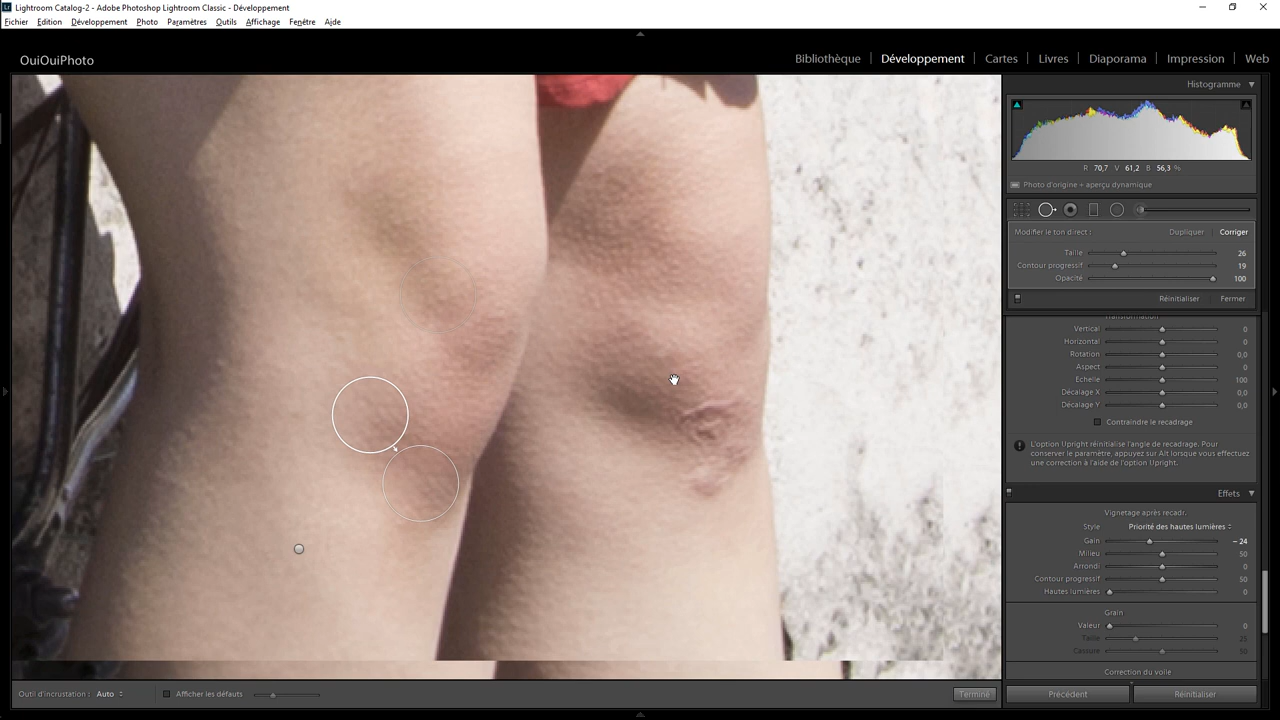 Lightroom Catalog-2 - Adobe Photoshop Lightroom Classic - Développement
Fichier Edition Développement Photo Paramètres Outils Affichage Fenêtre Aide
OuiOuiPhoto
Bibliothèque Développement Cartes Livres Diaporama Impression Web
Histogramme
R 70,7 V 61,2 B 56,3 %
Photo d'origine + aperçu dynamique
Modifier le ton direct : Dupliquer Corriger
Taille 26
Contour progressif 19
Opacité 100
Réinitialiser Fermer
Transformation
Vertical 0
Horizontal 0
Rotation 0,0
Aspect 0
Echelle 100
Décalage X 0,0
Décalage Y 0,0
Contraindre le recadrage
L'option Upright réinitialise l'angle de recadrage. Pour
conserver le paramètre, appuyez sur Alt lorsque vous effectuez
une correction à l'aide de l'option Upright.
Effets
Vignetage après recadr.
Style Priorité des hautes lumières
Gain – 24
Milieu 50
Arrondi 0
Contour progressif 50
Hautes lumières 0
Grain
Valeur 0
Taille 25
Cassure 50
Correction du voile
Outil d'incrustation : Auto Afficher les défauts Terminé Précédent Réinitialiser